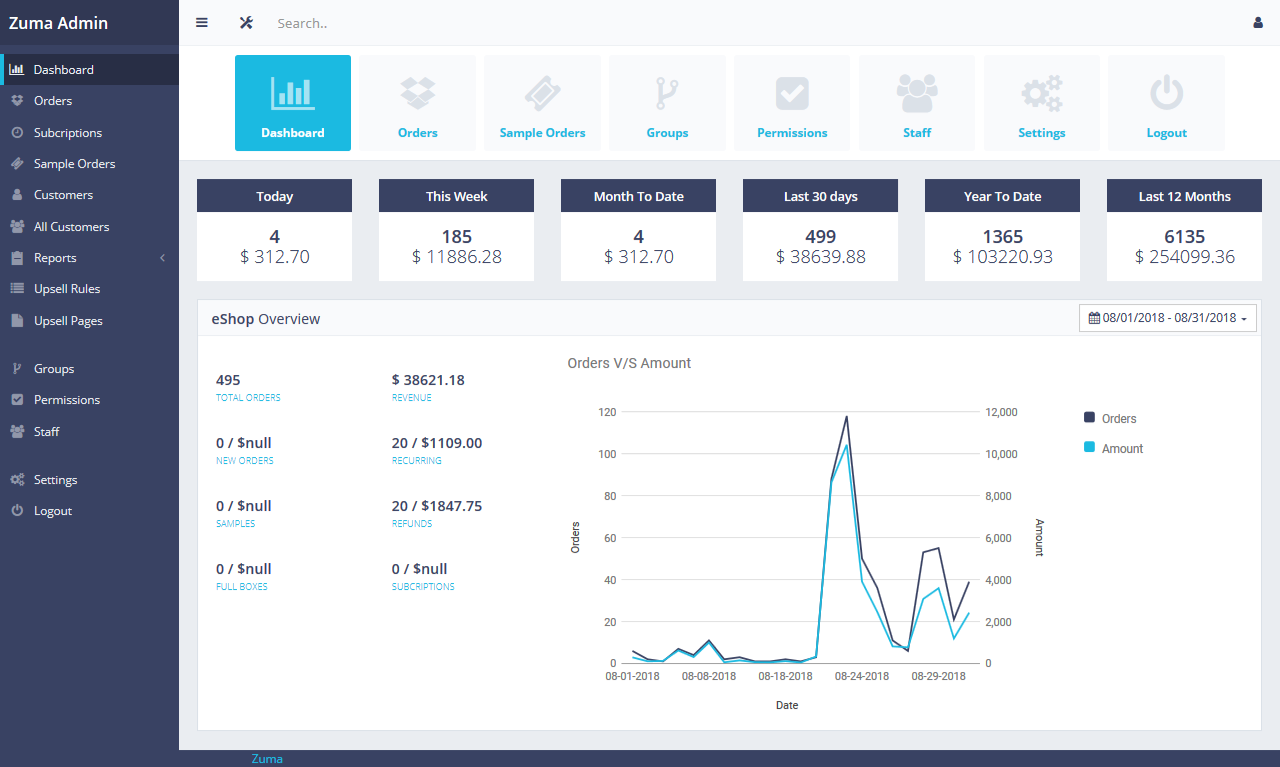 Zuma Admin
Search..
Dashboard
Orders
Subcriptions
Sample Orders
Customers
All Customers
Reports
Upsell Rules
Upsell Pages
Groups
Permissions
Staff
Settings
Logout
Dashboard Orders Sample Orders Groups Permissions Staff Settings Logout
Today This Week Month To Date Last 30 days Year To Date Last 12 Months
4 185 4 499 1365 6135
$ 312.70 $ 11886.28 $ 312.70 $ 38639.88 $ 103220.93 $ 254099.36
eShop Overview
08/01/2018 - 08/31/2018
495 $ 38621.18
TOTAL ORDERS REVENUE
0 / $null 20 / $1109.00
NEW ORDERS RECURRING
0 / $null 20 / $1847.75
SAMPLES REFUNDS
0 / $null 0 / $null
FULL BOXES SUBCRIPTIONS
Orders V/S Amount
120 12,000
100 10,000
80 8,000
60 6,000
40 4,000
20 2,000
0 0
Orders
Amount
08-01-2018 08-08-2018 08-18-2018 08-24-2018 08-29-2018
Date
Orders
Amount
Zuma